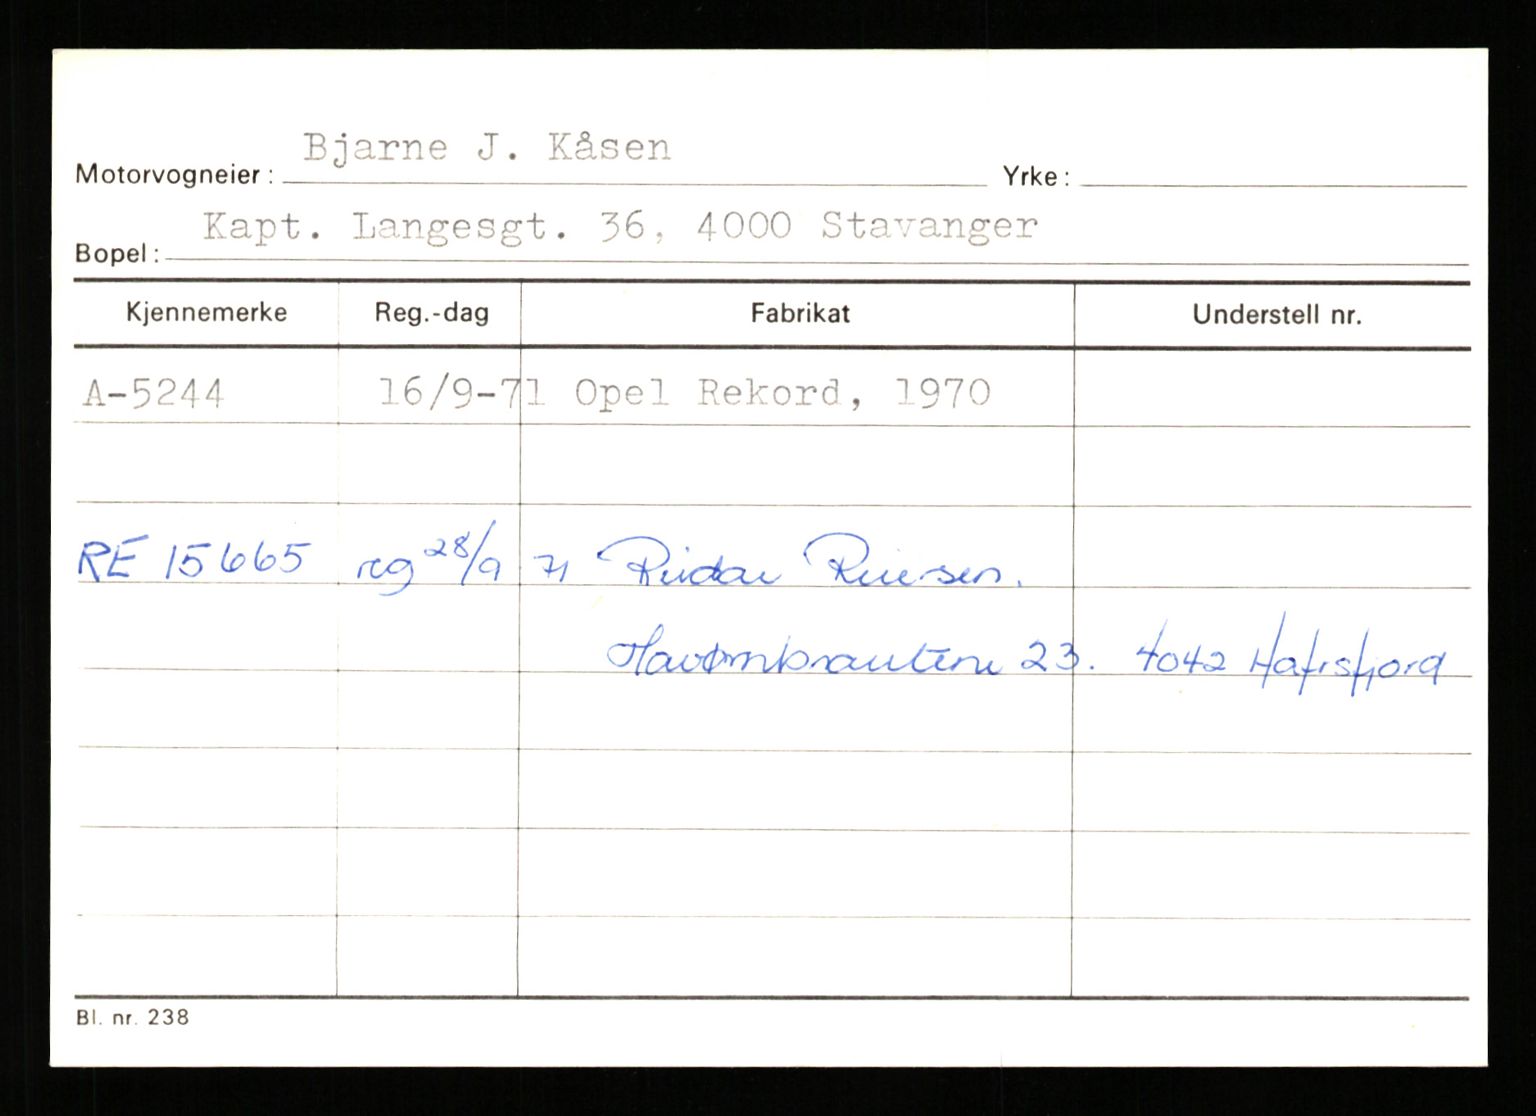 Bjarne J. Kåsen
Motorvogneier: Yrke:
Kapt. Langesgt. 36, 4000 Stavanger
Bopel:
Kjennemerke Reg.-dag Fabrikat Understell nr.
A-5244 16/9-71 Opel Rekord, 1970
RE 15665 reg 28/9 71 Reidar
23. 4042 Hafrsfjord
Bl. nr. 238